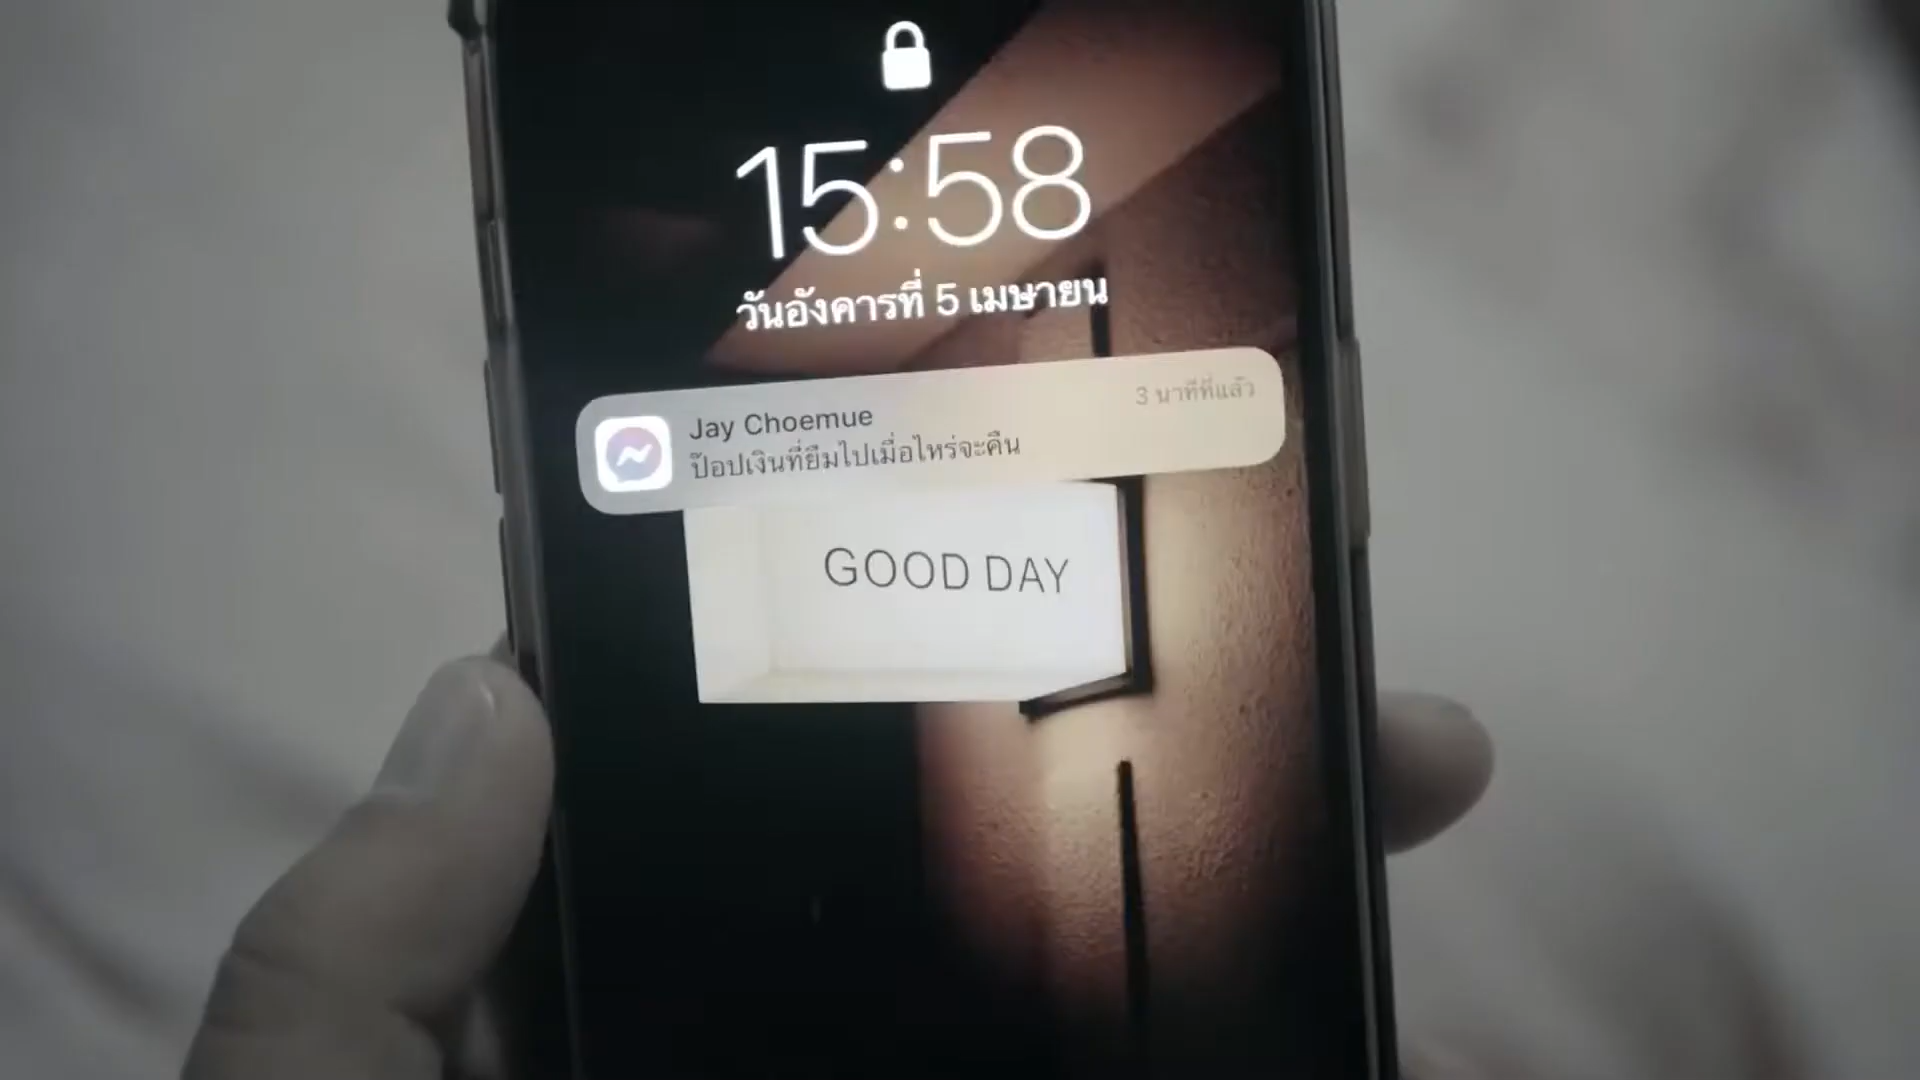 15:58
วันอังคารที่ 5 เมษายน
Jay Choemue
3 นาทีที่แล้ว
ป๊อปเงินที่ยืมไปเมื่อไหร่จะคืน
GOOD DAY